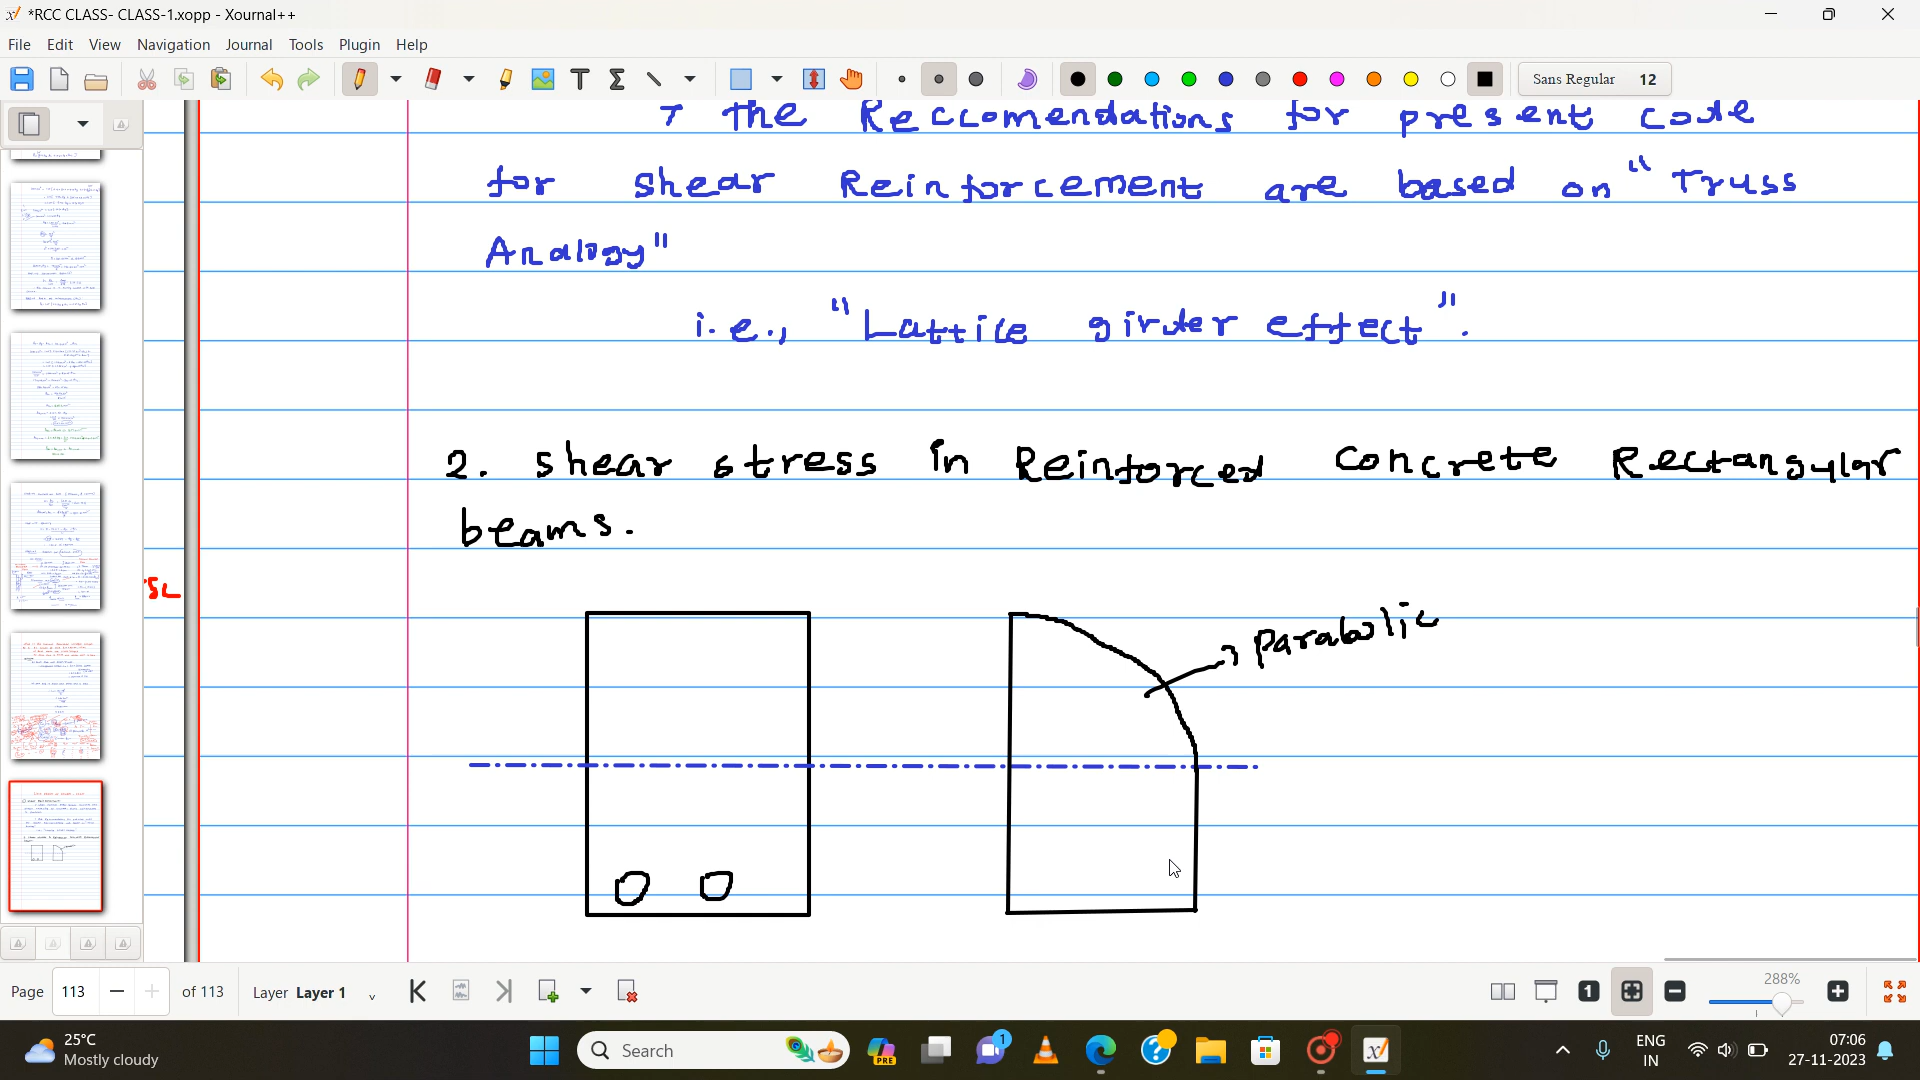 *RCC CLASS- CLASS-1.xopp - Xournal++
File Edit View Navigation Journal Tools Plugin Help
Sans Regular 12
The Reccomendations for present code
for shear Reinforcement are based on "Truss
Analogy"
i.e., "Lattice girder effect".
2. shear stress in Reinforced concrete Rectangular
beams.
Parabolic
Page 113 of 113 Layer Layer 1 288%
25°C
Mostly cloudy
Search
PRE
1
ENG
IN
07:06
27-11-2023